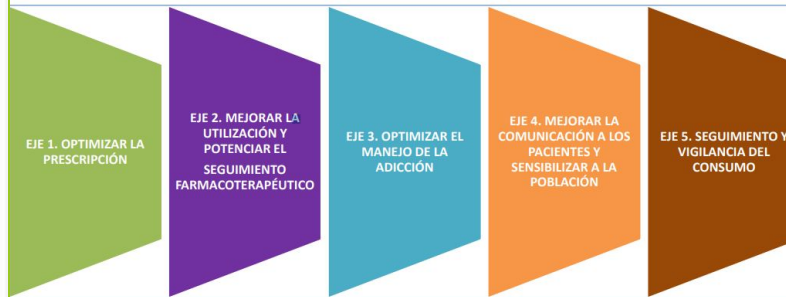 EJE 1. OPTIMIZAR LA
PRESCRIPCIÓN
EJE 2. MEJORAR LA
UTILIZACIÓN Y
POTENCIAR EL
SEGUIMIENTO
FARMACOTERAPÉUTICO
EJE 3. OPTIMIZAR EL
MANEJO DE LA
ADICCIÓN
EJE 4. MEJORAR LA
COMUNICACIÓN A LOS
PACIENTES Y
SENSIBILIZAR A LA
POBLACIÓN
EJE 5. SEGUIMIENTO Y
VIGILANCIA DEL
CONSUMO